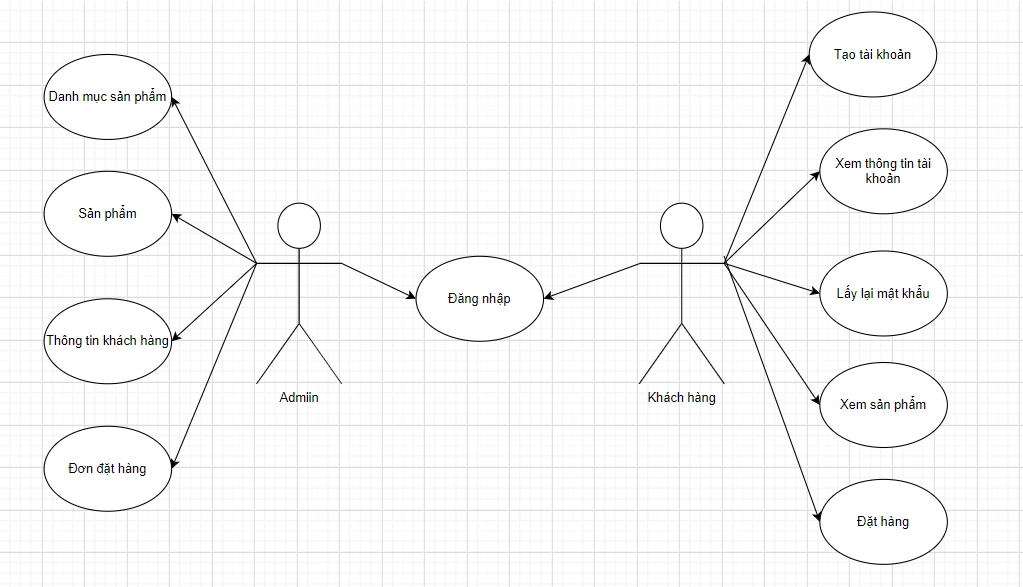 Tạo tài khoản
Danh mục sản phẩm
Xem thông tin tài
khoản
Sản phẩm
Đăng nhập
Lấy lại mật khẩu
Thông tin khách hàng
Admiin
Khách hàng
Xem sản phẩm
Đơn đặt hàng
Đặt hàng